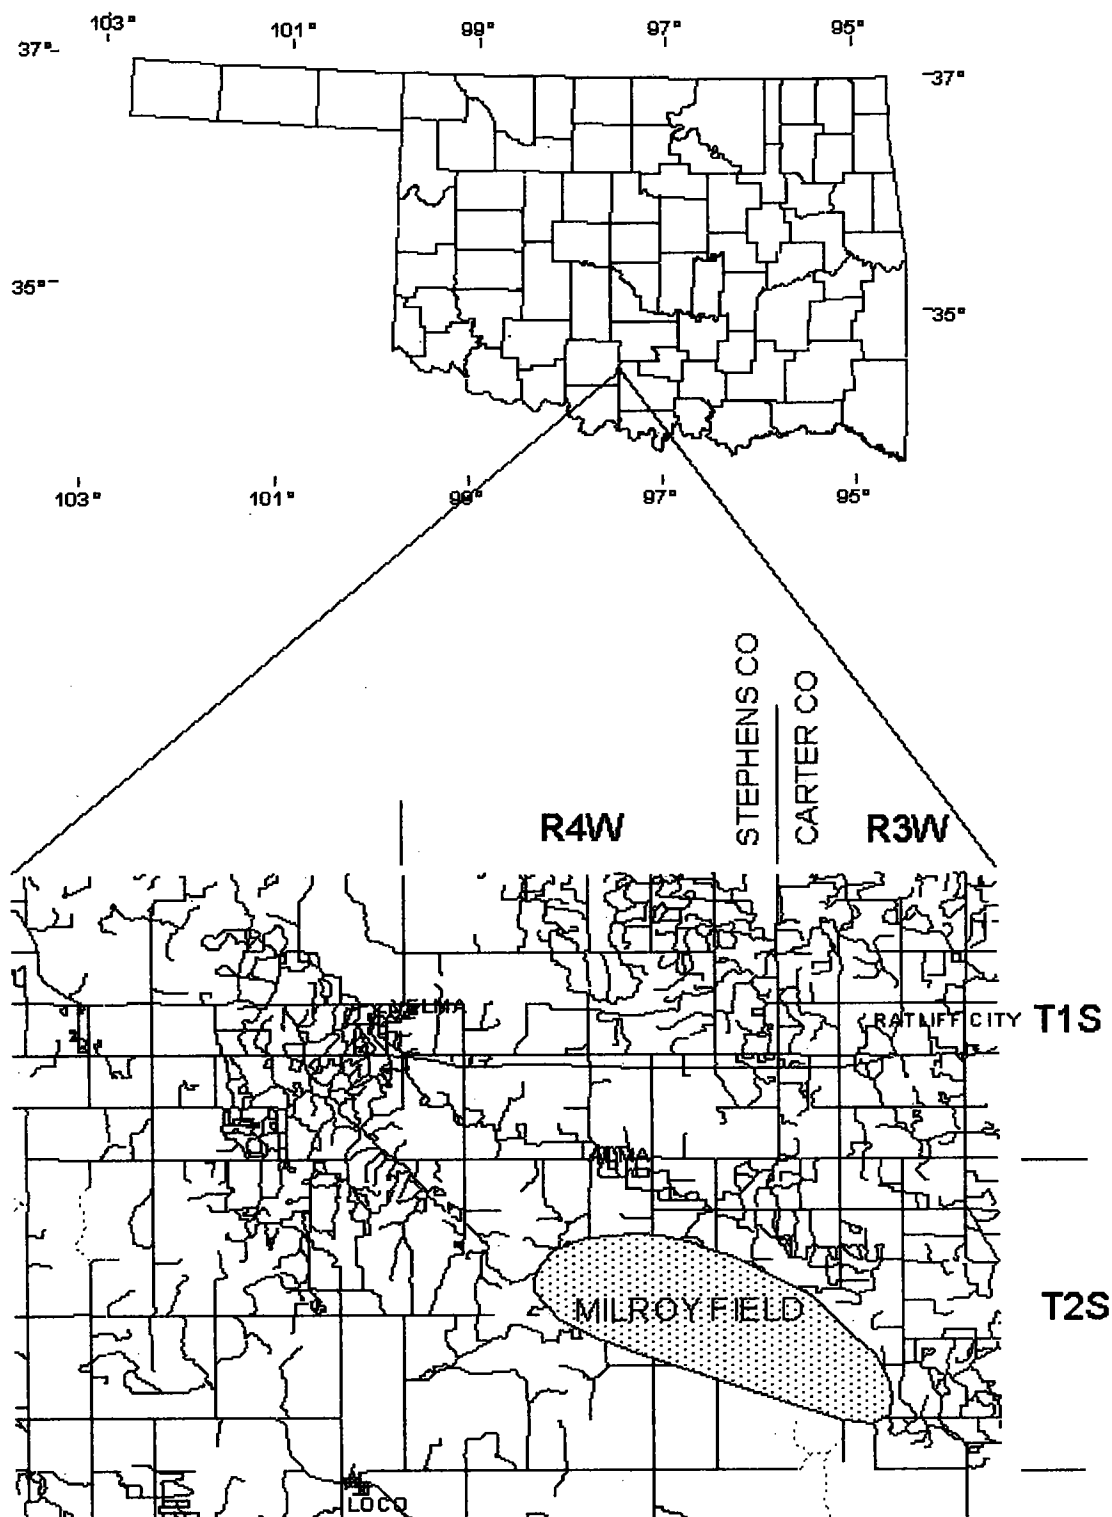 103° 101° 99° 97° 95°
37° 37°
35° 35°
103° 101° 99° 97° 95°
STEPHENS CO
CARTER CO
R4W R3W
VELMA
RATLIFF CITY T1S
ALMA
MILROY FIELD T2S
LOCO